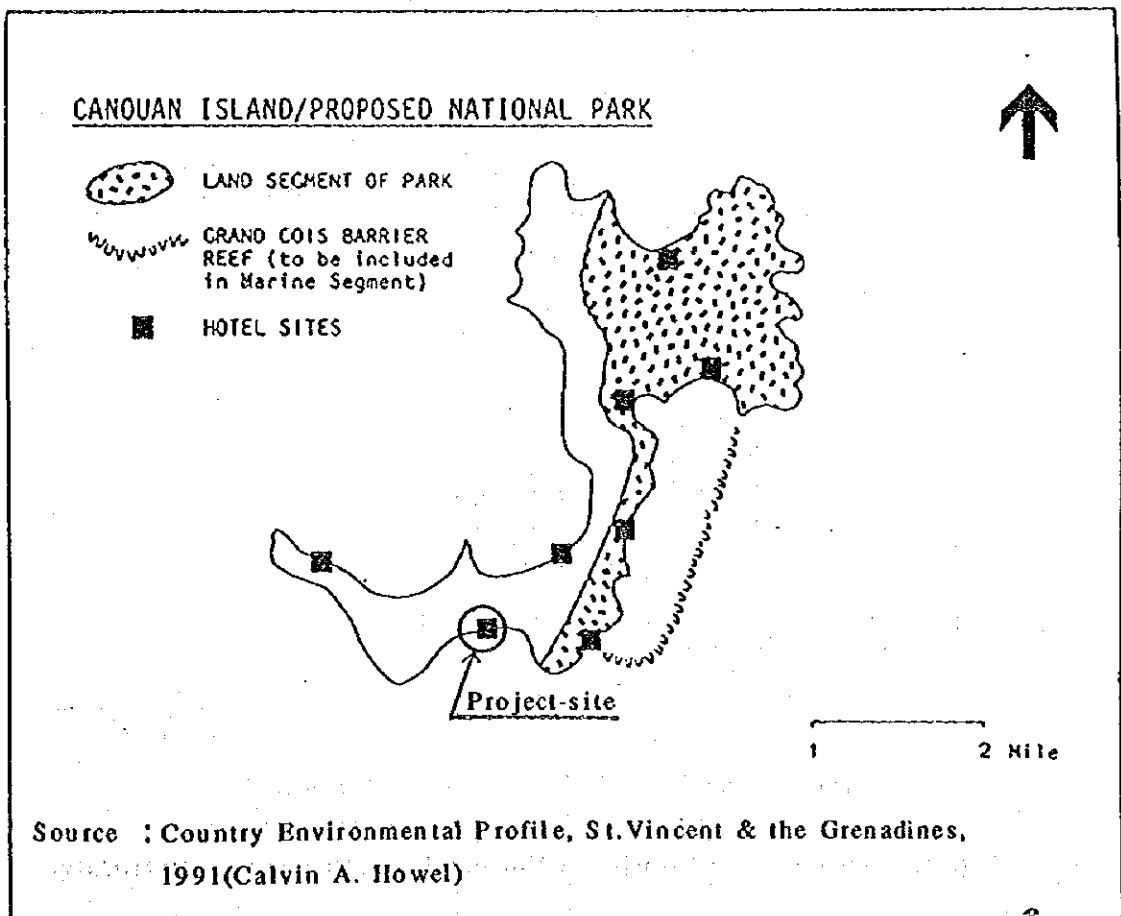 CANOUAN ISLAND/PROPOSED NATIONAL PARK
LAND SEGMENT OF PARK
GRAND COIS BARRIER
REEF (to be included
in Marine Segment)
HOTEL SITES
Project-site
1 2 Mile
Source : Country Environmental Profile, St.Vincent & the Grenadines,
1991(Calvin A. Howel)